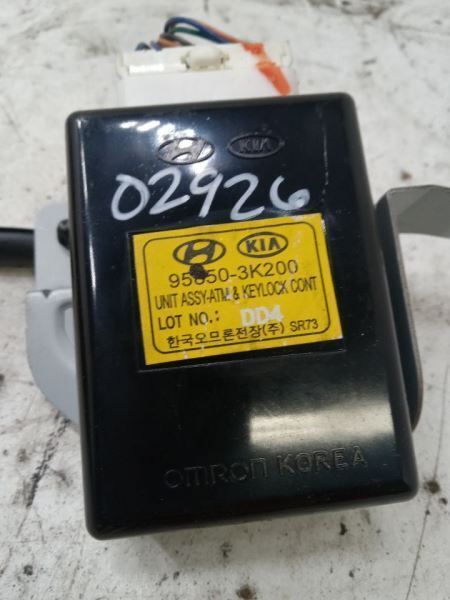 KIA
02926
KIA
95850-3K200
UNIT ASSY-ATM & KEYLOCK CONT
LOT NO.: DD4
한국오므론전장(주) SR73
OMRON KOREA